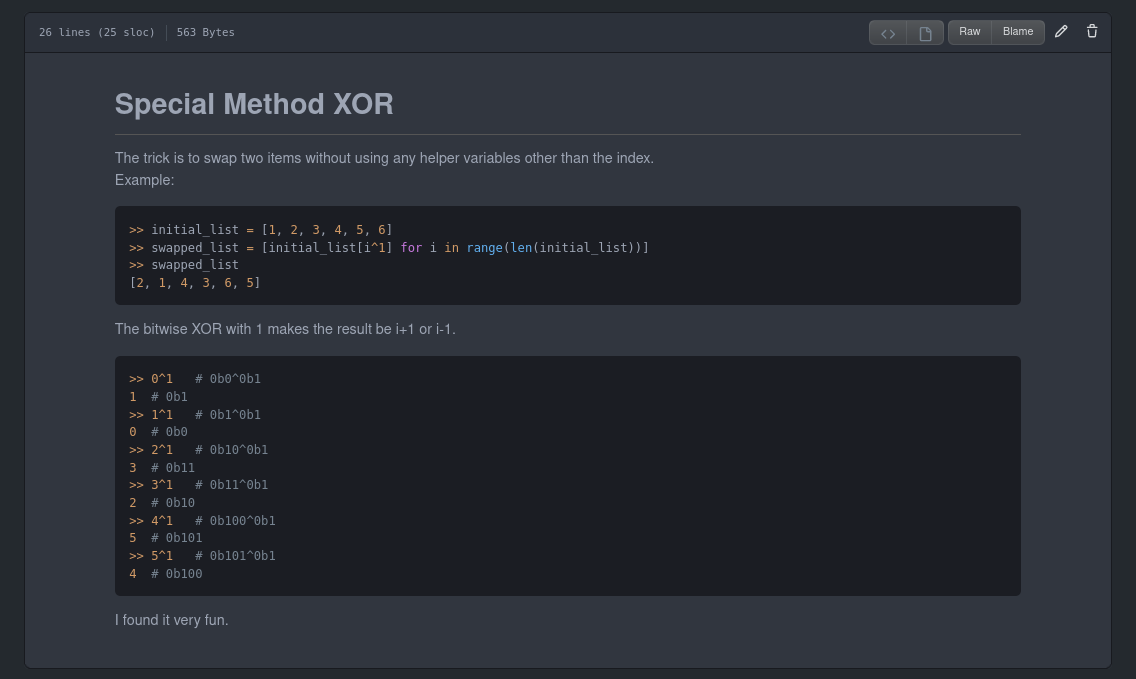 26 lines (25 sloc) 563 Bytes
<> Raw Blame
Special Method XOR
The trick is to swap two items without using any helper variables other than the index.
Example:
>> initial_list = [1, 2, 3, 4, 5, 6]
>> swapped_list = [initial_list[i^1] for i in range(len(initial_list))]
>> swapped_list
[2, 1, 4, 3, 6, 5]
The bitwise XOR with 1 makes the result be i+1 or i-1.
>> 0^1   # 0b0^0b1
1  # 0b1
>> 1^1   # 0b1^0b1
0  # 0b0
>> 2^1   # 0b10^0b1
3  # 0b11
>> 3^1   # 0b11^0b1
2  # 0b10
>> 4^1   # 0b100^0b1
5  # 0b101
>> 5^1   # 0b101^0b1
4  # 0b100
I found it very fun.